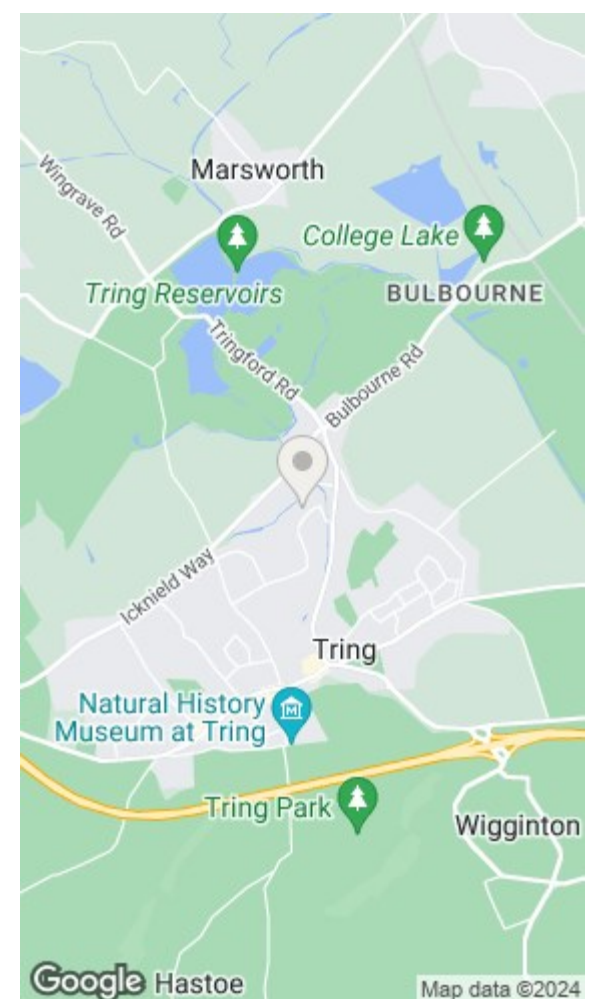 Marsworth
Wingrave Rd
College Lake
Tring Reservoirs
BULBOURNE
Tringford Rd
Bulbourne Rd
Icknield Way
Tring
Natural History
Museum at Tring
Tring Park
Wigginton
Google
Hastoe
Map data ©2024